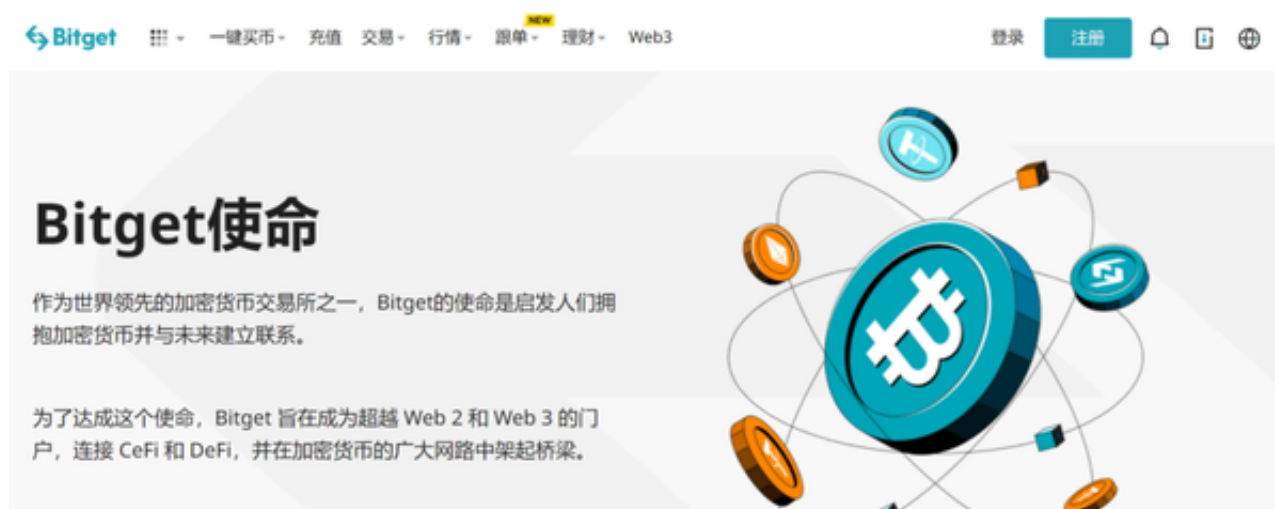 Bitget 一键买币 充值 交易 行情 跟单 NEW 理财 Web3 登录 注册
Bitget使命
作为世界领先的加密货币交易所之一，Bitget的使命是启发人们拥
抱加密货币并与未来建立联系。
为了达成这个使命，Bitget 旨在成为超越 Web 2 和 Web 3 的门
户，连接 CeFi 和 DeFi，并在加密货币的广大网路中架起桥梁。